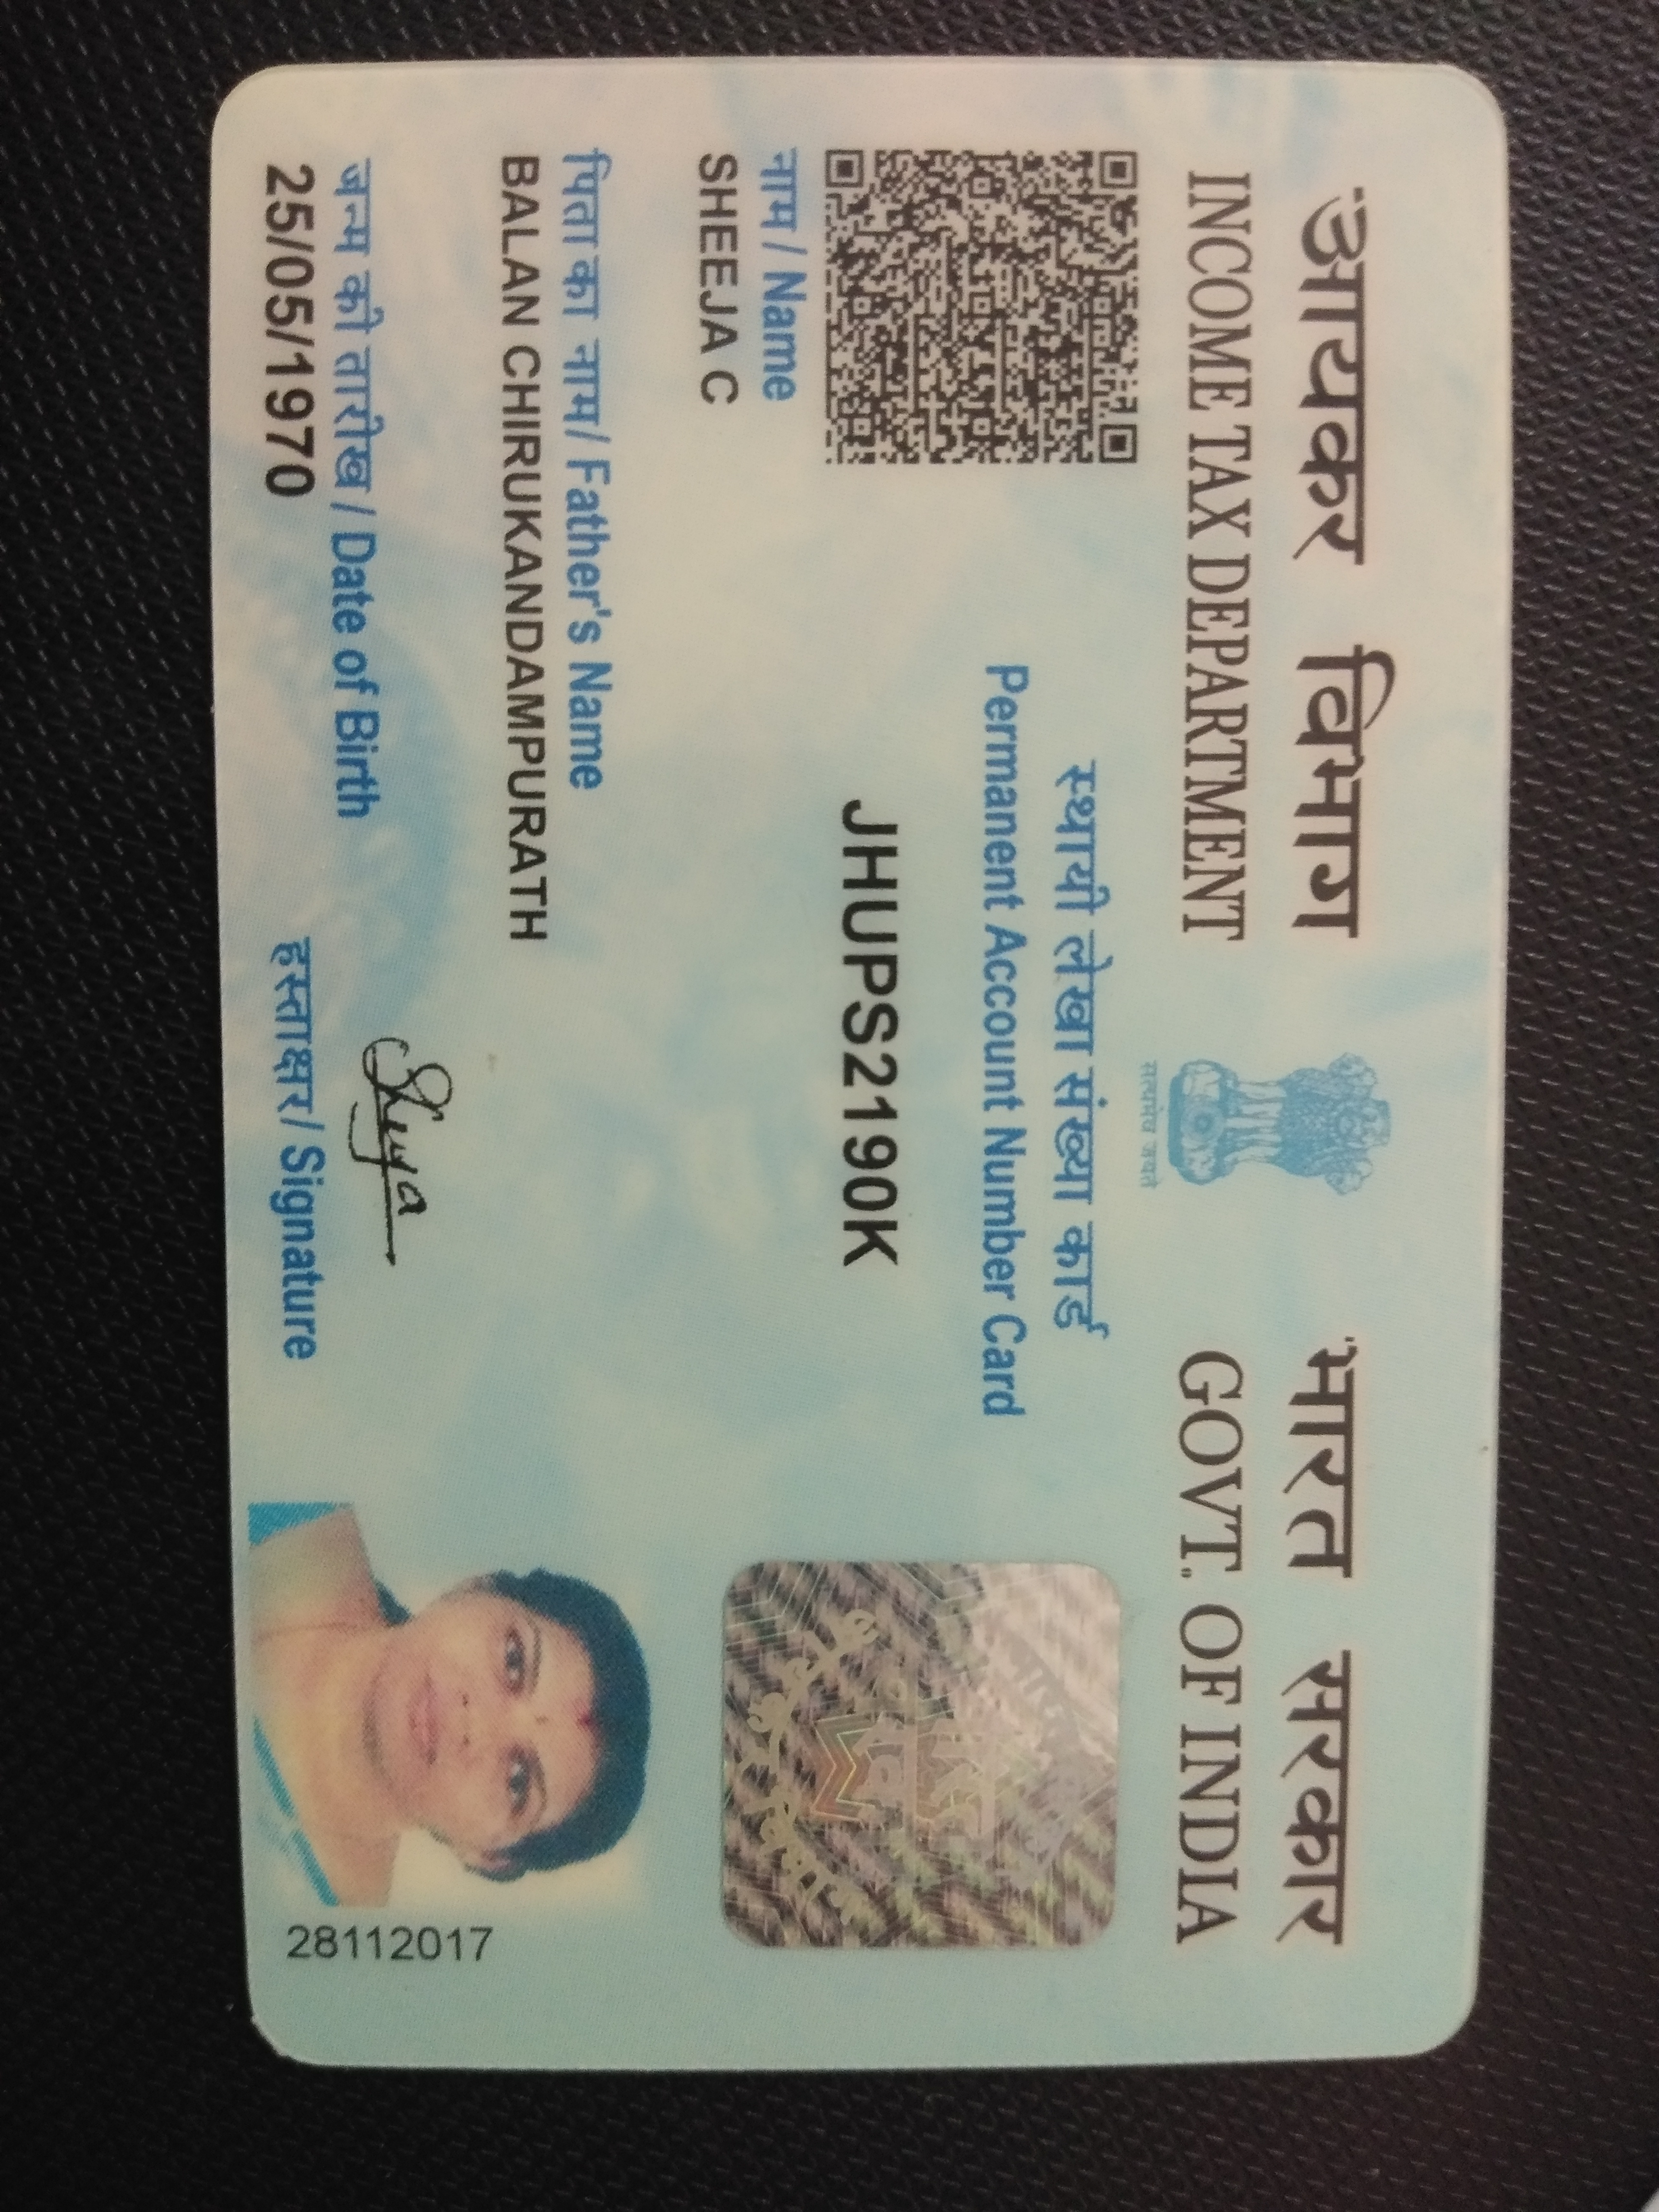 आयकर विभाग
INCOME TAX DEPARTMENT
सत्यमेव जयते
भारत सरकार
GOVT. OF INDIA
स्थायी लेखा संख्या कार्ड
Permanent Account Number Card
JHUPS2190K
नाम / Name
SHEEJA C
पिता का नाम/ Father's Name
BALAN CHIRUKANDAMPURATH
जन्म की तारीख / Date of Birth
25/05/1970
हस्ताक्षर/ Signature
28112017